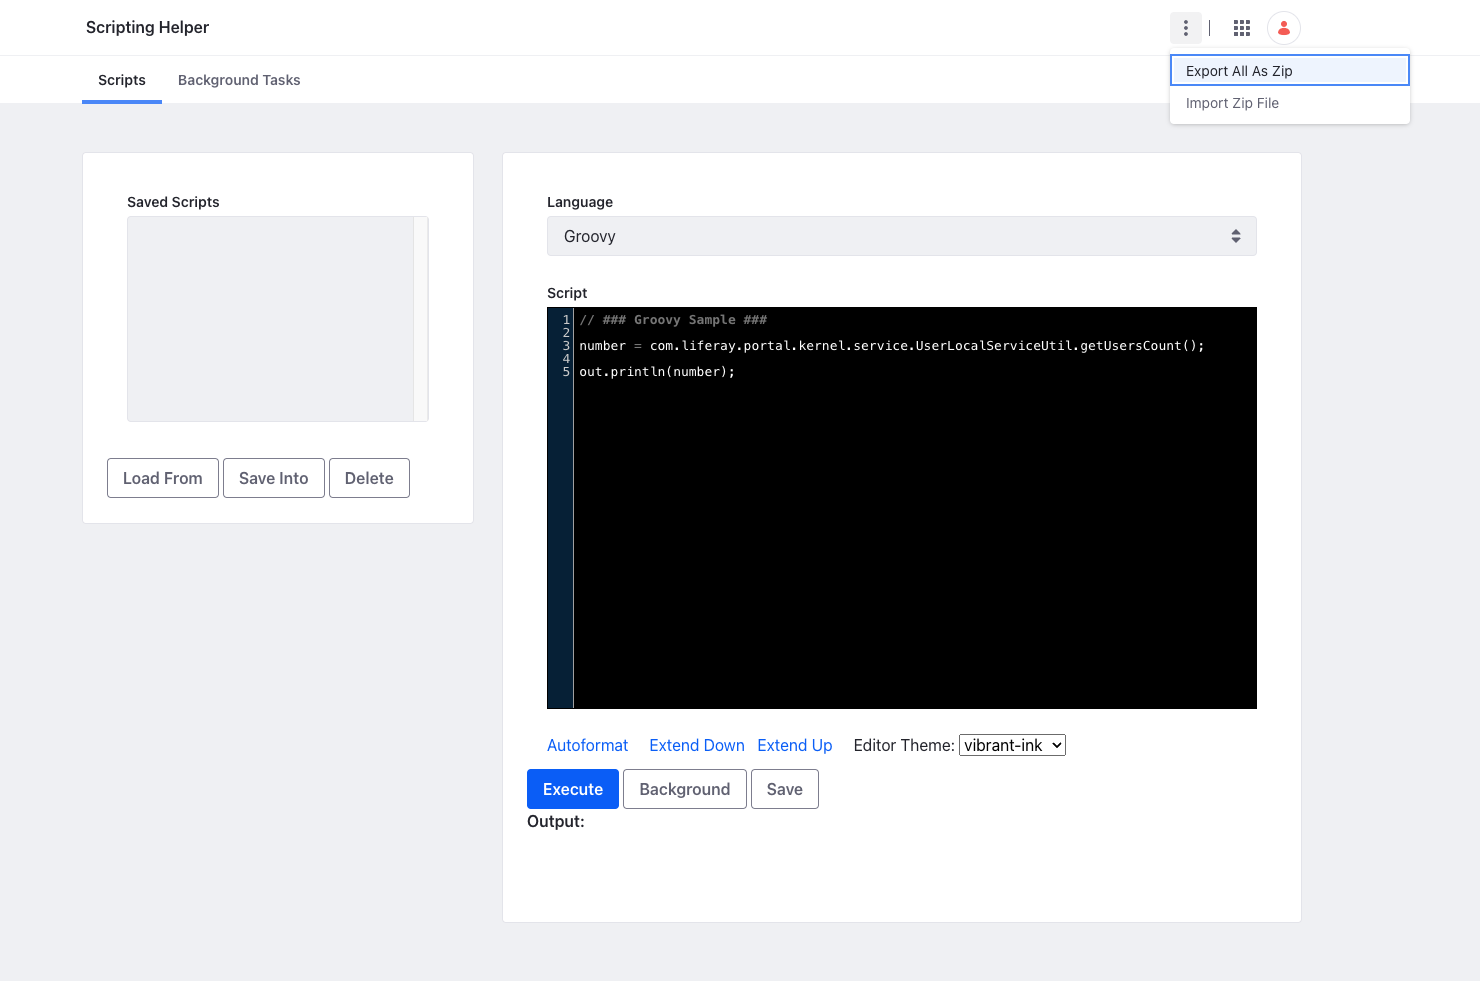 Scripting Helper
Export All As Zip
Import Zip File
Scripts Background Tasks
Saved Scripts
Load From Save Into Delete
Language
Groovy
Script
1 // ### Groovy Sample ###
2
3 number = com.liferay.portal.kernel.service.UserLocalServiceUtil.getUsersCount();
4
5 out.println(number);
Autoformat Extend Down Extend Up Editor Theme: vibrant-ink
Execute Background Save
Output: